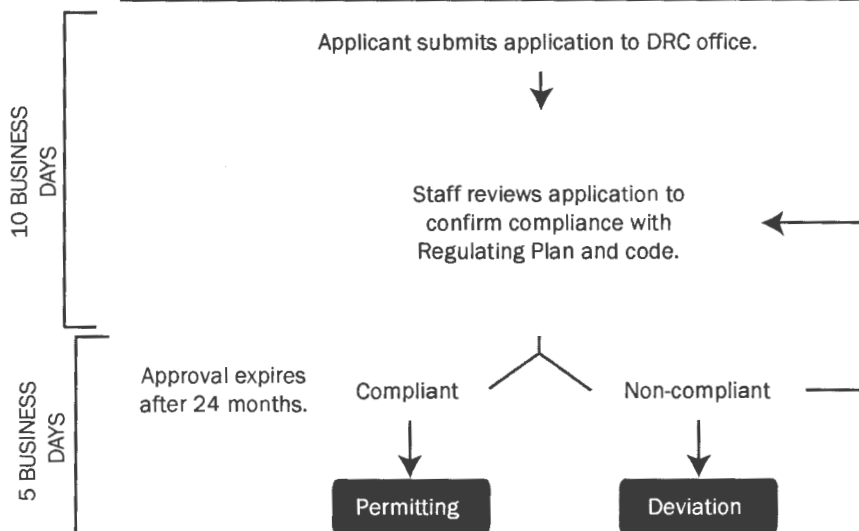 Applicant submits application to DRC office.
10 BUSINESS
DAYS
Staff reviews application to
confirm compliance with
Regulating Plan and code.
5 BUSINESS
DAYS
Approval expires
after 24 months.
Compliant
Non-compliant
Permitting
Deviation